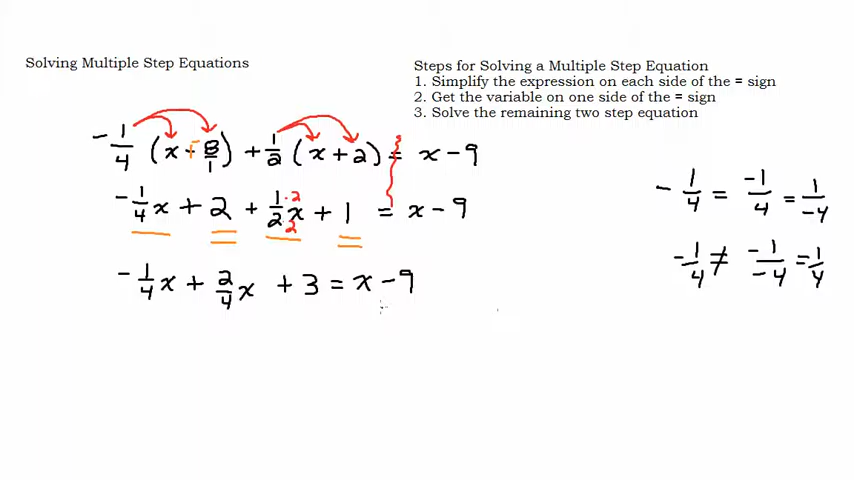 Solving Multiple Step Equations
Steps for Solving a Multiple Step Equation
1. Simplify the expression on each side of the = sign
2. Get the variable on one side of the = sign
3. Solve the remaining two step equation
-1/4 (x - 8/1) + 1/2 (x + 2) = x - 9
-1/4 x + 2 + 1·2/2·2 x + 1 = x - 9
-1/4 x + 2/4 x + 3 = x - 9
- 1/4 = -1/4 = 1/-4
-1/4 ≠ -1/-4 = 1/4